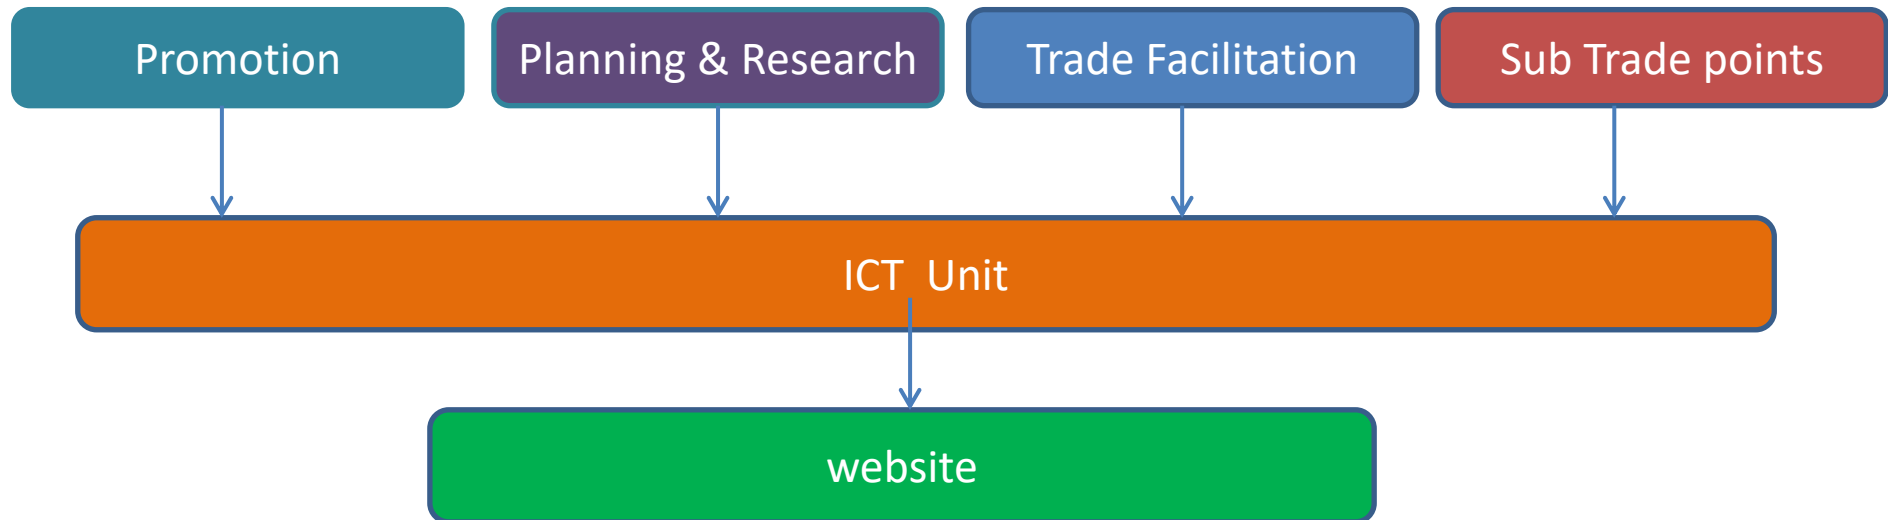 Promotion
Planning & Research
Trade Facilitation
Sub Trade points
ICT  Unit
website